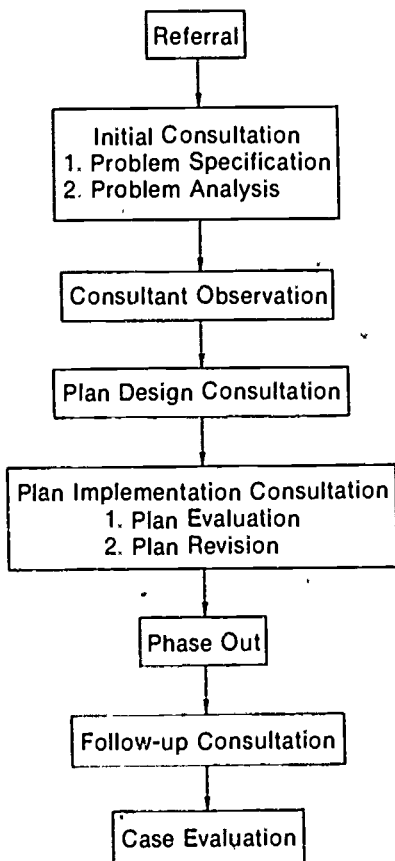 Referral
Initial Consultation
1. Problem Specification
2. Problem Analysis
Consultant Observation
Plan Design Consultation
Plan Implementation Consultation
1. Plan Evaluation
2. Plan Revision
Phase Out
Follow-up Consultation
Case Evaluation